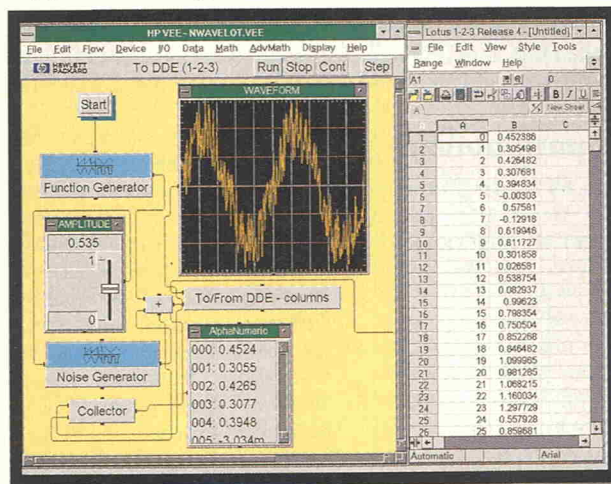 HP VEE - NWAVELOT.VEE
File Edit Flow Device I/O Data Math AdvMath Display Help
HEWLETT PACKARD To DDE (1-2-3) Run Stop Cont Step
Start
Function Generator
AMPLITUDE
0.535
1
0
Noise Generator
Collector
+
WAVEFORM
To/From DDE - columns
AlphaNumeric
000: 0.4524
001: 0.3055
002: 0.4265
003: 0.3077
004: 0.3948
005: -3.034m
Lotus 1-2-3 Release 4 - [Untitled]
File Edit View Style Tools
Range Window Help
A1 0
B I U
A New Sheet
A B C
1 0 0.452386
2 1 0.305498
3 2 0.426482
4 3 0.307681
5 4 0.394834
6 5 -0.00303
7 6 0.57581
8 7 -0.12918
9 8 0.619948
10 9 0.611727
11 10 0.301858
12 11 0.026581
13 12 0.538754
14 13 0.082937
15 14 0.99623
16 15 0.798354
17 16 0.750504
18 17 0.852268
19 18 0.846482
20 19 1.099985
21 20 0.981285
22 21 1.068215
23 22 1.160034
24 23 1.297729
25 24 0.557928
26 25 0.859681
Automatic Arial